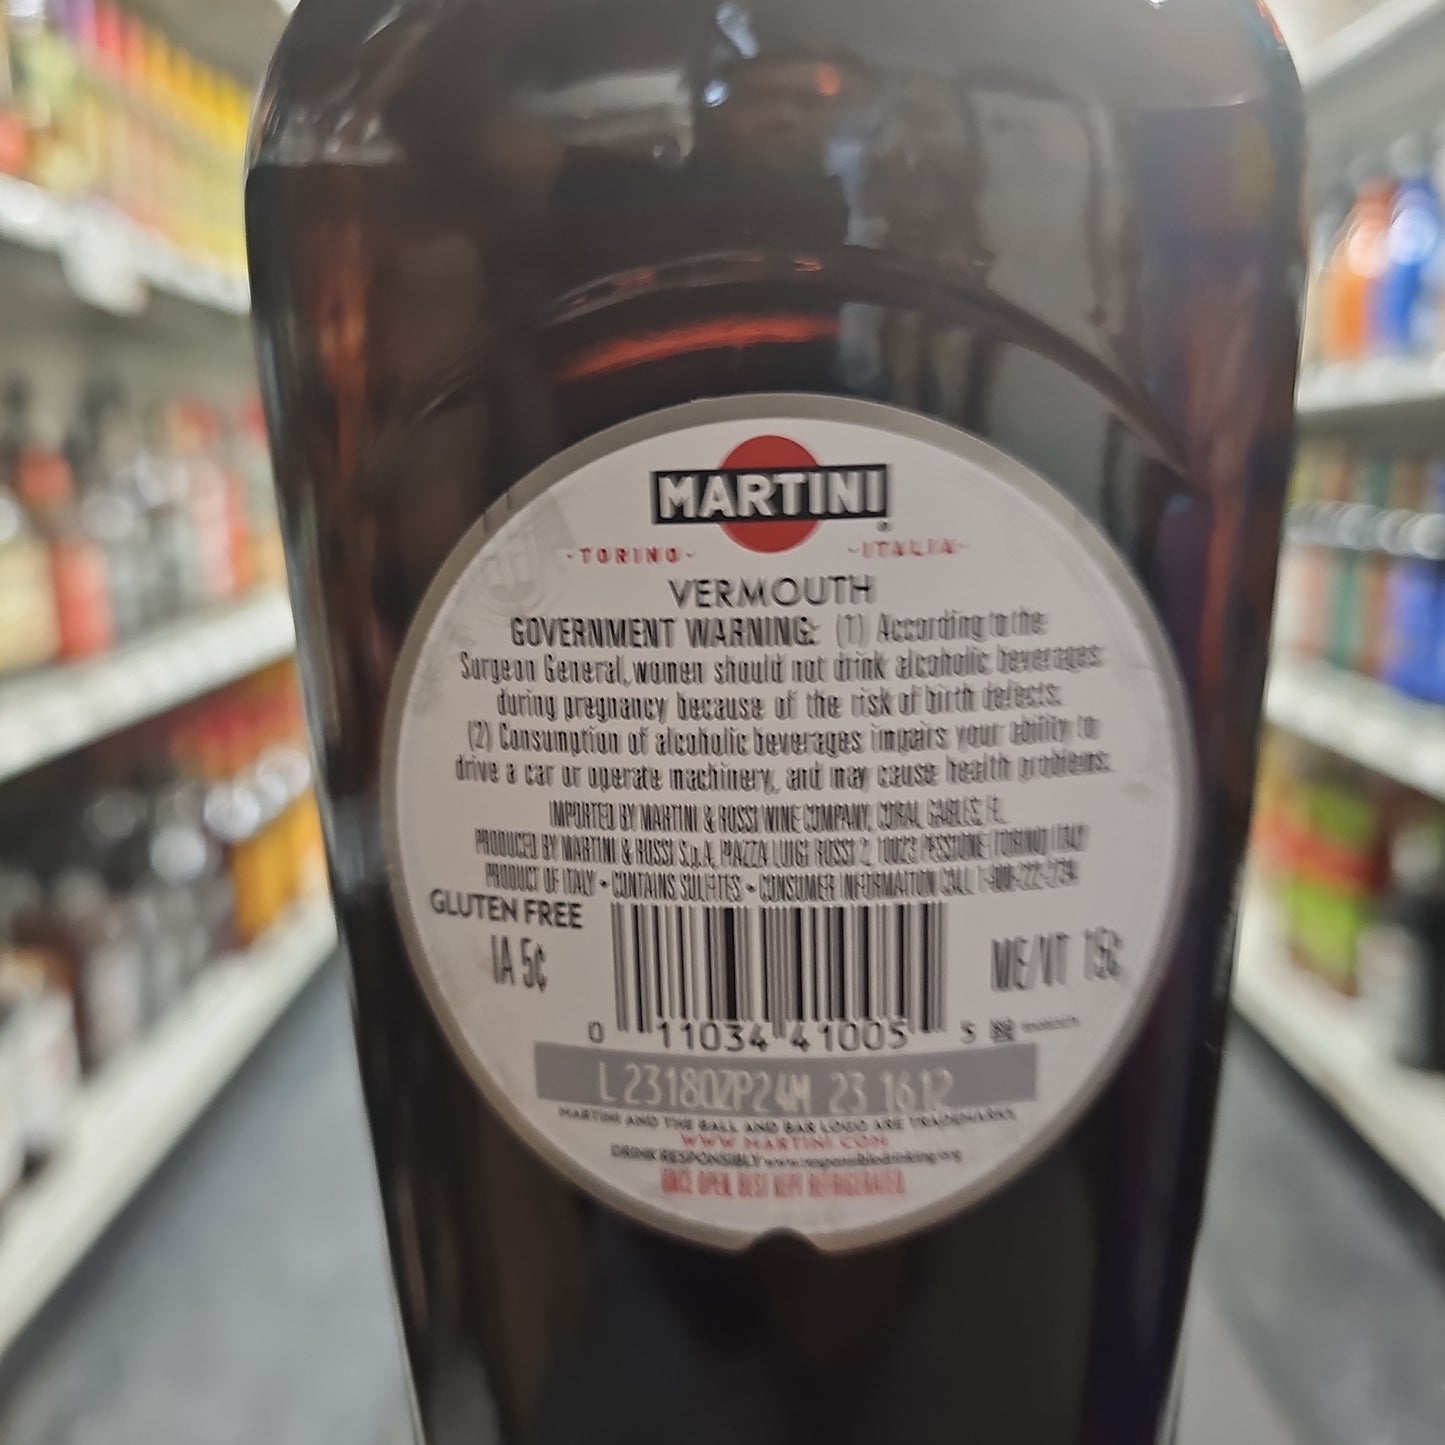 MARTINI
®
·TORINO· ·ITALIA·
VERMOUTH
GOVERNMENT WARNING: (1) According to the
Surgeon General, women should not drink alcoholic beverages
during pregnancy because of the risk of birth defects.
(2) Consumption of alcoholic beverages impairs your ability to
drive a car or operate machinery, and may cause health problems.
IMPORTED BY MARTINI & ROSSI WINE COMPANY, CORAL GABLES, FL.
PRODUCED BY MARTINI & ROSSI S.p.A, PIAZZA LUIGI ROSSI 2, 10023 PESSIONE (TORINO) ITALY
PRODUCT OF ITALY • CONTAINS SULFITES • CONSUMER INFORMATION CALL
GLUTEN FREE
IA 5¢ ME/VT 15¢
0 11034 41005 5
L23180ZP24M 23 1612
MARTINI AND THE BALL AND BAR LOGO ARE TRADEMARKS
WWW.MARTINI.COM
DRINK RESPONSIBLY www.responsibledrinking.org
ONCE OPEN, BEST KEPT REFRIGERATED